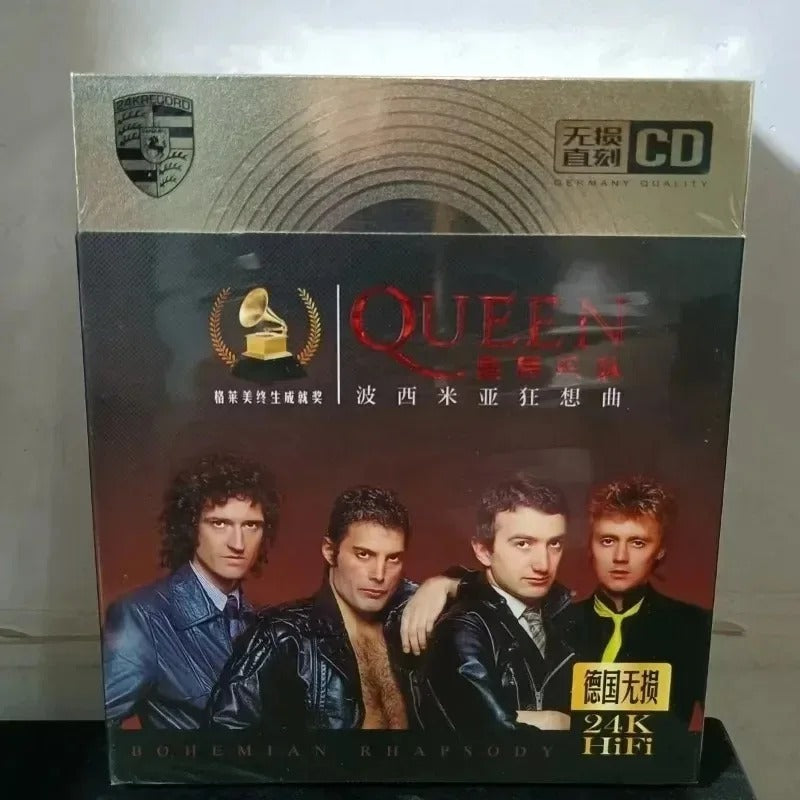 24KRECORD
无损
直刻
CD
GERMANY QUALITY
QUEEN
皇后乐队
格莱美终生成就奖
波西米亚狂想曲
德国无损
24K
HiFi
BOHEMIAN RHAPSODY